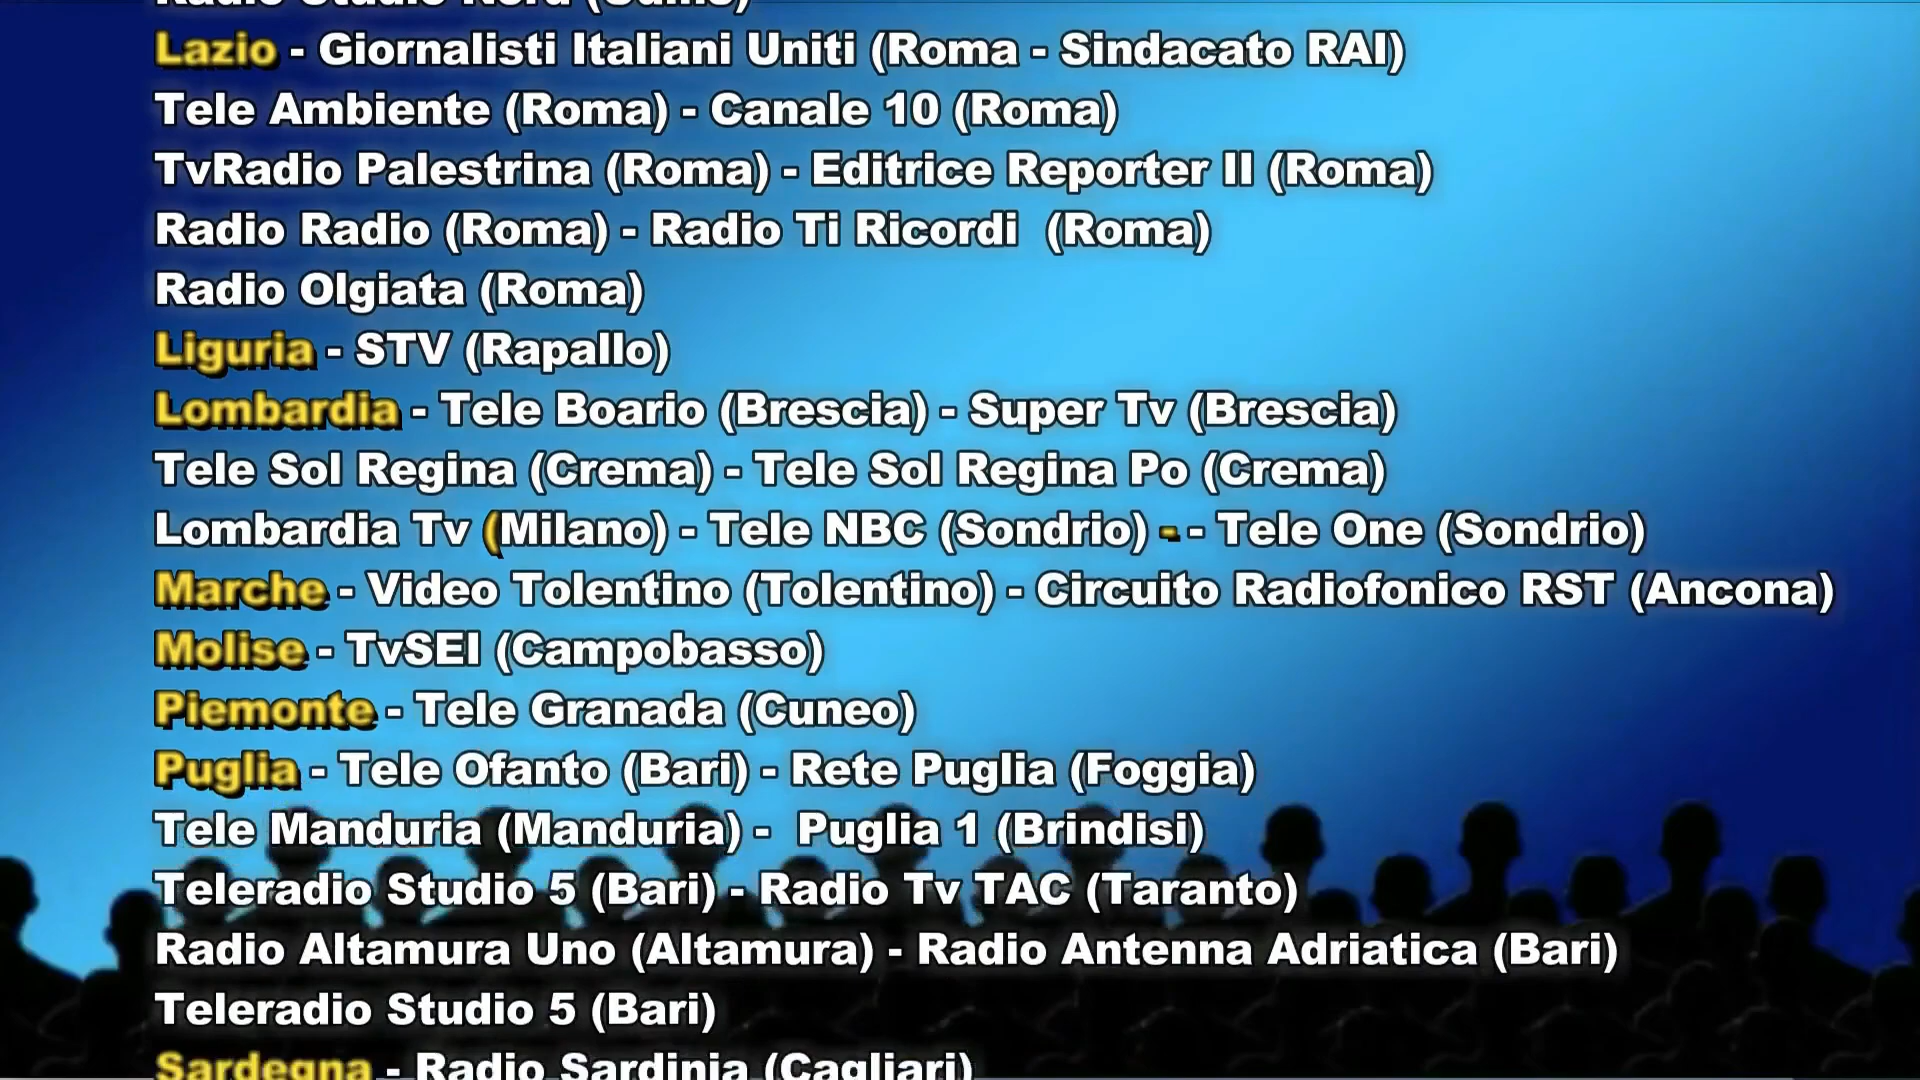 Radio Studio Nord (Udine)
Lazio - Giornalisti Italiani Uniti (Roma - Sindacato RAI)
Tele Ambiente (Roma) - Canale 10 (Roma)
TvRadio Palestrina (Roma) - Editrice Reporter II (Roma)
Radio Radio (Roma) - Radio Ti Ricordi  (Roma)
Radio Olgiata (Roma)
Liguria - STV (Rapallo)
Lombardia - Tele Boario (Brescia) - Super Tv (Brescia)
Tele Sol Regina (Crema) - Tele Sol Regina Po (Crema)
Lombardia Tv (Milano) - Tele NBC (Sondrio) - - Tele One (Sondrio)
Marche - Video Tolentino (Tolentino) - Circuito Radiofonico RST (Ancona)
Molise - TvSEI (Campobasso)
Piemonte - Tele Granada (Cuneo)
Puglia - Tele Ofanto (Bari) - Rete Puglia (Foggia)
Tele Manduria (Manduria) -  Puglia 1 (Brindisi)
Teleradio Studio 5 (Bari) - Radio Tv TAC (Taranto)
Radio Altamura Uno (Altamura) - Radio Antenna Adriatica (Bari)
Teleradio Studio 5 (Bari)
Sardegna - Radio Sardinia (Cagliari)